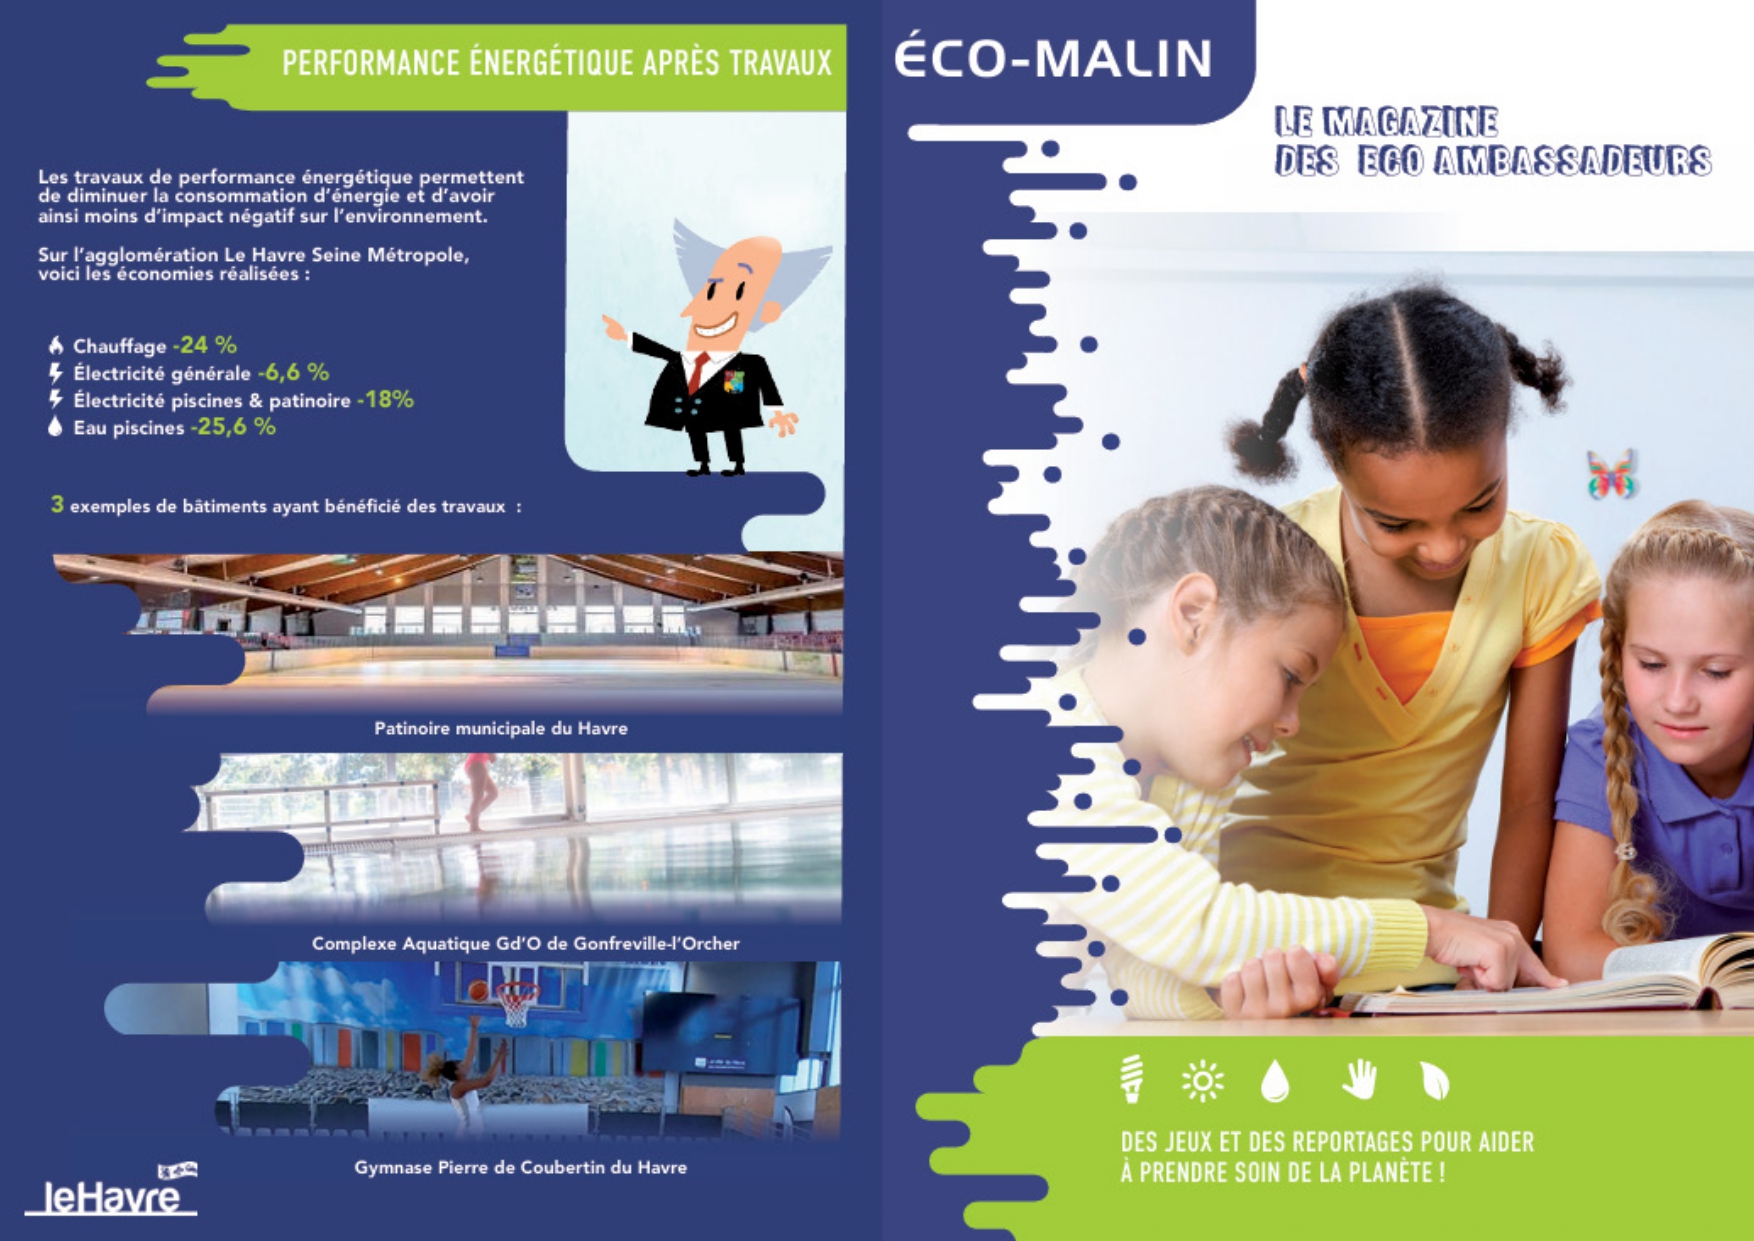 PERFORMANCE ÉNERGÉTIQUE APRÈS TRAVAUX
Les travaux de performance énergétique permettent
de diminuer la consommation d'énergie et d'avoir
ainsi moins d'impact négatif sur l'environnement.
Sur l'agglomération Le Havre Seine Métropole,
voici les économies réalisées :
Chauffage -24 %
Électricité générale -6,6 %
Électricité piscines & patinoire -18%
Eau piscines -25,6 %
3 exemples de bâtiments ayant bénéficié des travaux :
Patinoire municipale du Havre
Complexe Aquatique Gd'O de Gonfreville-l'Orcher
Gymnase Pierre de Coubertin du Havre
leHavre
ÉCO-MALIN
LE MAGAZINE
DES ECO AMBASSADEURS
DES JEUX ET DES REPORTAGES POUR AIDER
À PRENDRE SOIN DE LA PLANÈTE !